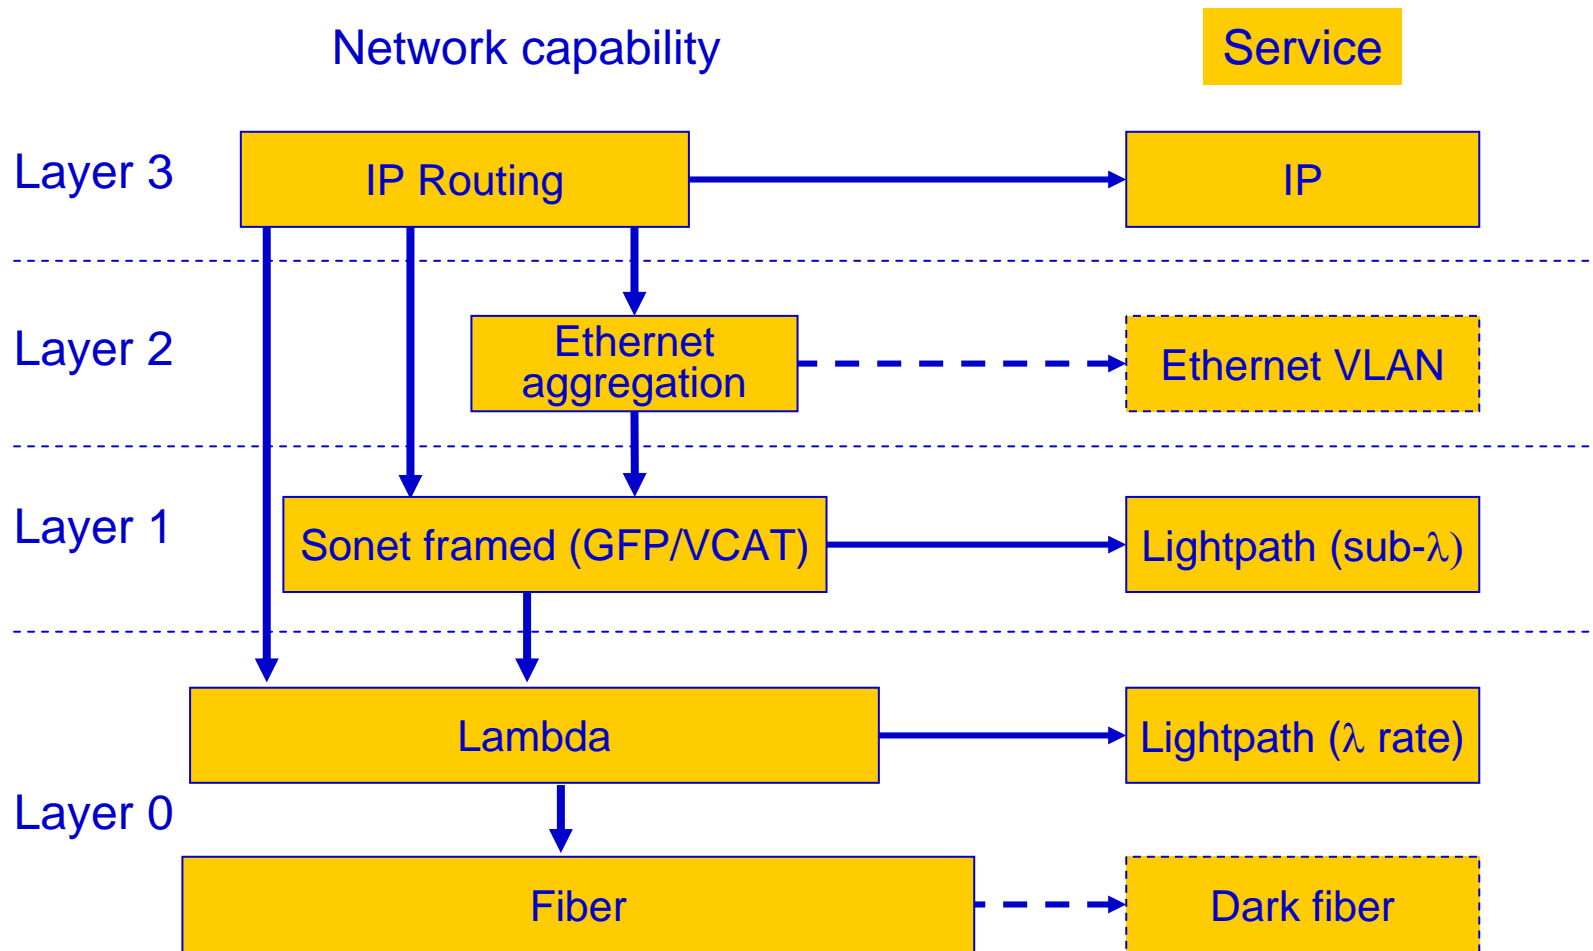 Network capability
Service
Layer 3
IP Routing
IP
Layer 2
Ethernet
aggregation
Ethernet VLAN
Layer 1
Sonet framed (GFP/VCAT)
Lightpath (sub-λ)
Lambda
Lightpath (λ rate)
Layer 0
Fiber
Dark fiber